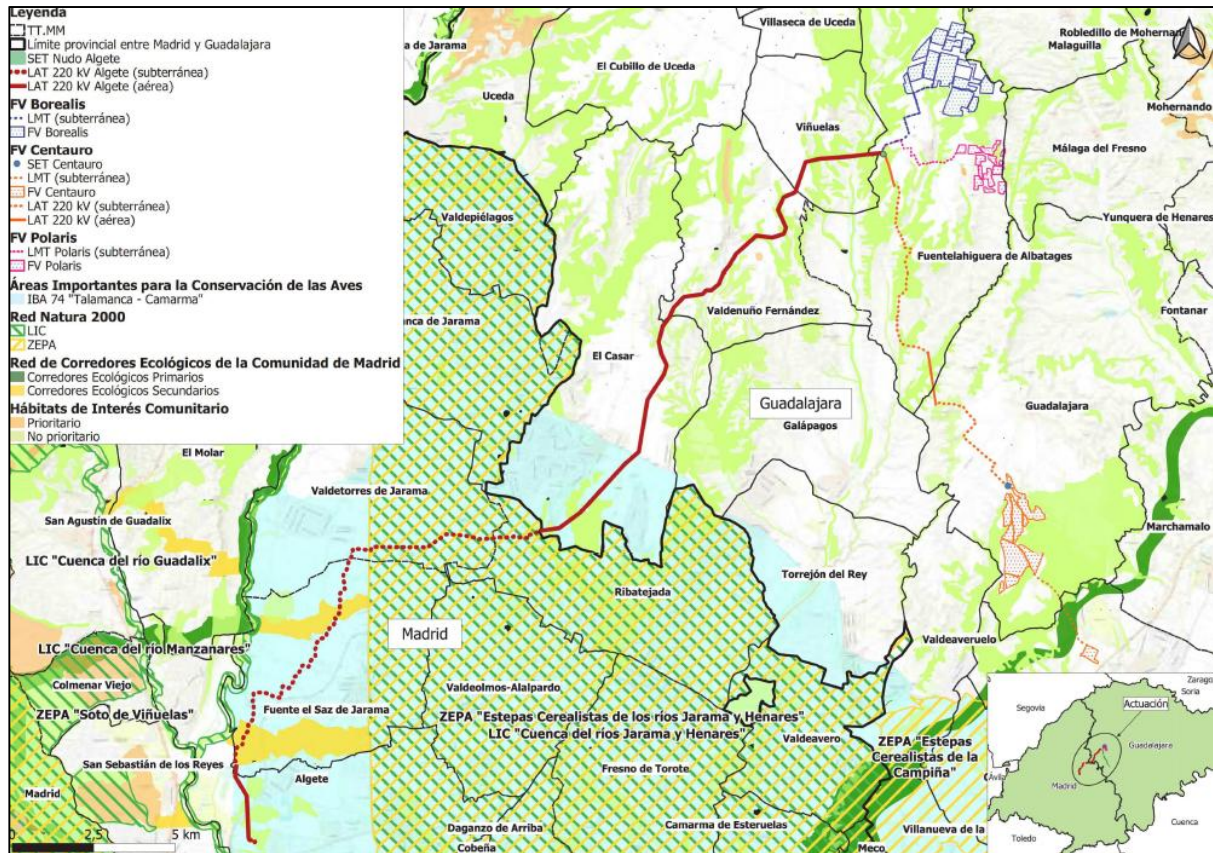 Leyenda
TT.MM
Límite provincial entre Madrid y Guadalajara
SET Nudo Algete
LAT 220 kV Algete (subterránea)
LAT 220 kV Algete (aérea)
FV Borealis
LMT (subterránea)
FV Borealis
FV Centauro
SET Centauro
LMT (subterránea)
FV Centauro
LAT 220 kV (subterránea)
LAT 220 kV (aérea)
FV Polaris
LMT Polaris (subterránea)
FV Polaris
Áreas Importantes para la Conservación de las Aves
IBA 74 "Talamanca - Camarma"
Red Natura 2000
LIC
ZEPA
Red de Corredores Ecológicos de la Comunidad de Madrid
Corredores Ecológicos Primarios
Corredores Ecológicos Secundarios
Hábitats de Interés Comunitario
Prioritario
No prioritario
Villaseca de Uceda
Robledillo de Mohernan
Malaguilla
a de Jarama
El Cubillo de Uceda
Uceda
Mohernando
Viñuelas
Málaga del Fresno
Valdepiélagos
Yunquera de Henares
Fuentelahiguera de Albatages
Fontanar
Valdenuño Fernández
anca de Jarama
El Casar
Guadalajara
Galápagos
Guadalajara
El Molar
Valdetorres de Jarama
San Agustín de Guadalix
Marchamalo
LIC "Cuenca del río Guadalix"
Torrejón del Rey
Ribatejada
Madrid
Valdeaveruelo
LIC "Cuenca del río Manzanares"
Colmenar Viejo
Valdeolmos-Alalpardo
ZEPA "Soto de Viñuelas"
Fuente el Saz de Jarama
ZEPA "Estepas Cerealistas de los ríos Jarama y Henares"
LIC "Cuenca del ríos Jarama y Henares"
Valdeavero
ZEPA "Estepas
Cerealistas de la
Campiña"
San Sebastián de los Reyes
Algete
Fresno de Torote
Madrid
Daganzo de Arriba
Camarma de Esteruelas
Villanueva de la
Cobeña
Meco
0 2.5 5 km
Zarago
Soria
Segovia
Actuación
Guadalajara
Ávila
Madrid
Cuenca
Toledo